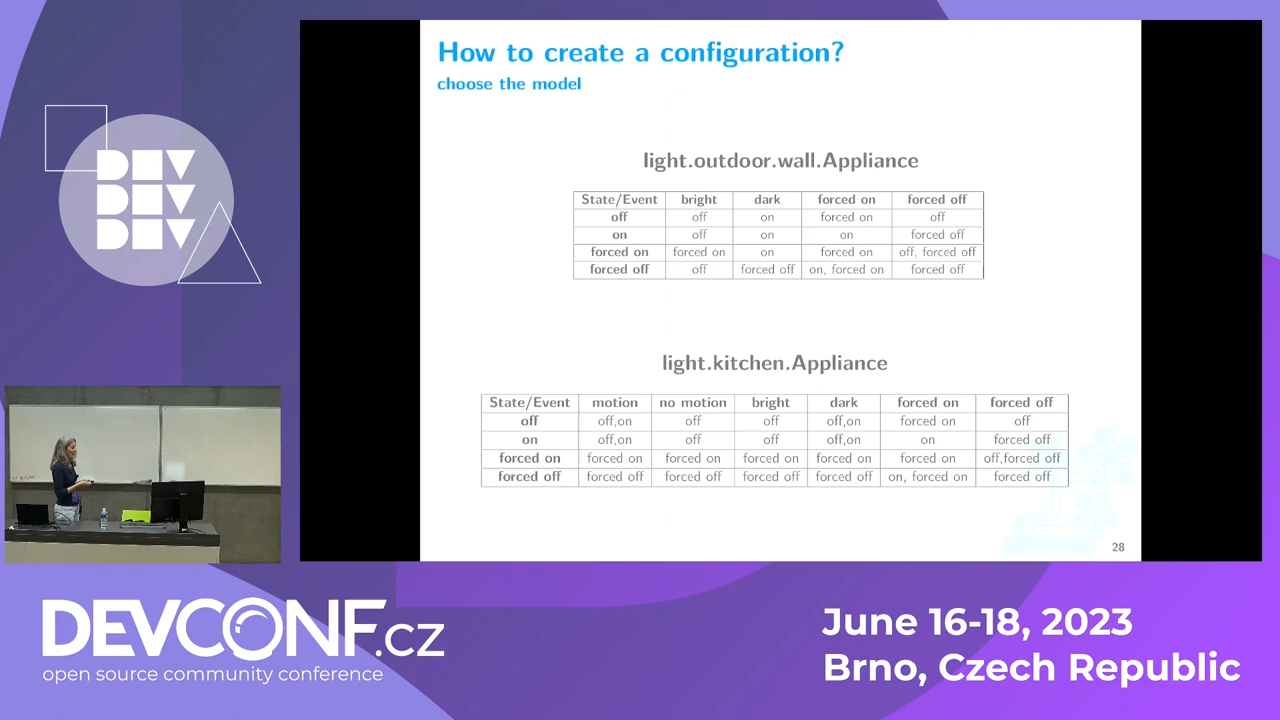 How to create a configuration?
choose the model
light.outdoor.wall.Appliance
State/Event bright dark forced on forced off
off off on forced on off
on off on on forced off
forced on forced on on forced on off, forced off
forced off off forced off on, forced on forced off
light.kitchen.Appliance
State/Event motion no motion bright dark forced on forced off
off off,on off off off,on forced on off
on off,on off off off,on on forced off
forced on forced on forced on forced on forced on forced on off,forced off
forced off forced off forced off forced off forced off on, forced on forced off
28
DEV
DEV
DEV
DEVCONF.cz
open source community conference
June 16-18, 2023
Brno, Czech Republic